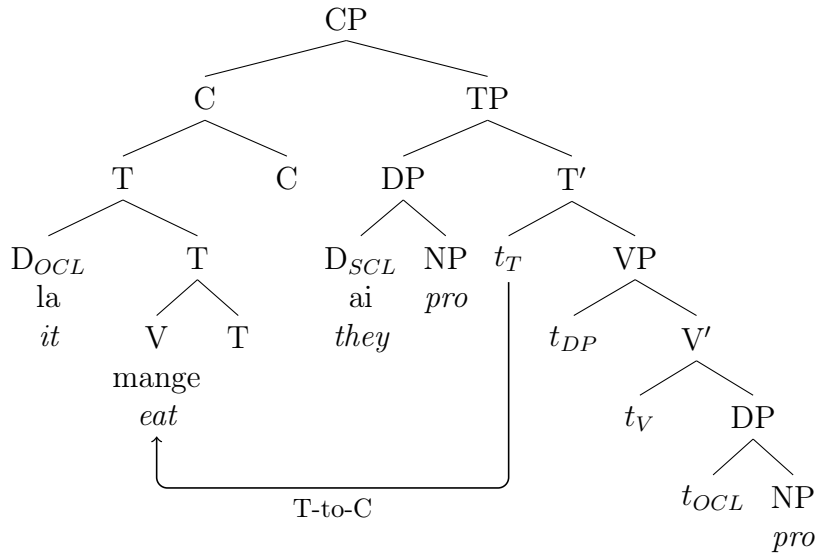 CP
C TP
T C DP T′
D_OCL T D_SCL NP t_T VP
la ai pro
it V T they t_DP V′
mange
eat t_V DP
T-to-C t_OCL NP
pro